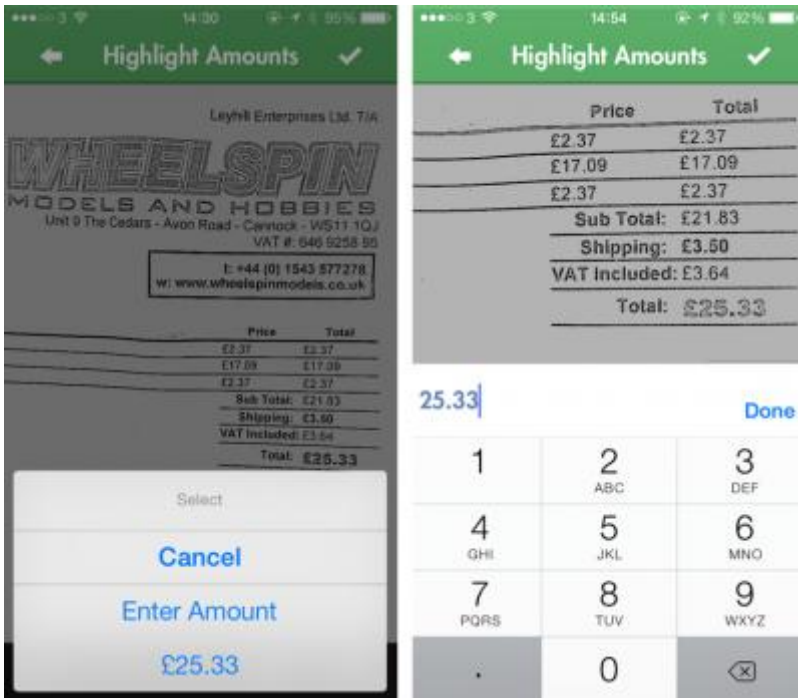 3 14:30 95%
Highlight Amounts
Leyhill Enterprises Ltd. T/A
WHEELSPIN
MODELS AND HOBBIES
Unit 9 The Cedars - Avon Road - Cannock - WS11 1QJ
VAT #: 646 9258 95
t: +44 (0) 1543 577278
w: www.wheelspinmodels.co.uk
Price Total
£2.37 £2.37
£17.09 £17.09
£2.37 £2.37
Sub Total: £21.83
Shipping: £3.50
VAT Included: £3.64
Total: £25.33
Select
Cancel
Enter Amount
£25.33
3 14:54 92%
Highlight Amounts
Price Total
£2.37 £2.37
£17.09 £17.09
£2.37 £2.37
Sub Total: £21.83
Shipping: £3.50
VAT Included: £3.64
Total: £25.33
25.33 Done
1 2 3
ABC DEF
4 5 6
GHI JKL MNO
7 8 9
PQRS TUV WXYZ
. 0